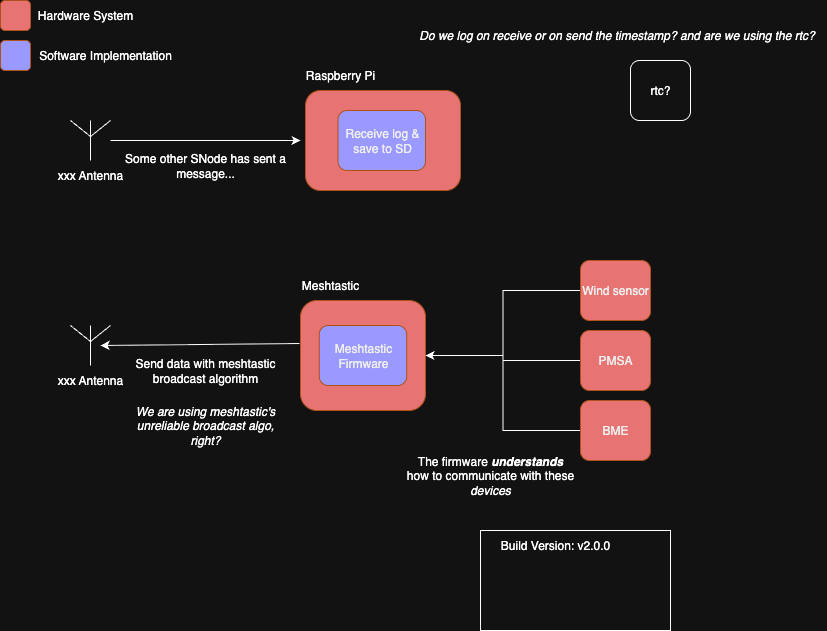 Hardware System
Do we log on receive or on send the timestamp? and are we using the rtc?
Software Implementation
Raspberry Pi
rtc?
Receive log &
save to SD
Some other SNode has sent a
message...
xxx Antenna
Meshtastic
Wind sensor
Meshtastic
Firmware
PMSA
Send data with meshtastic
broadcast algorithm
xxx Antenna
We are using meshtastic's
unreliable broadcast algo,
right?
BME
The firmware understands
how to communicate with these
devices
Build Version: v2.0.0